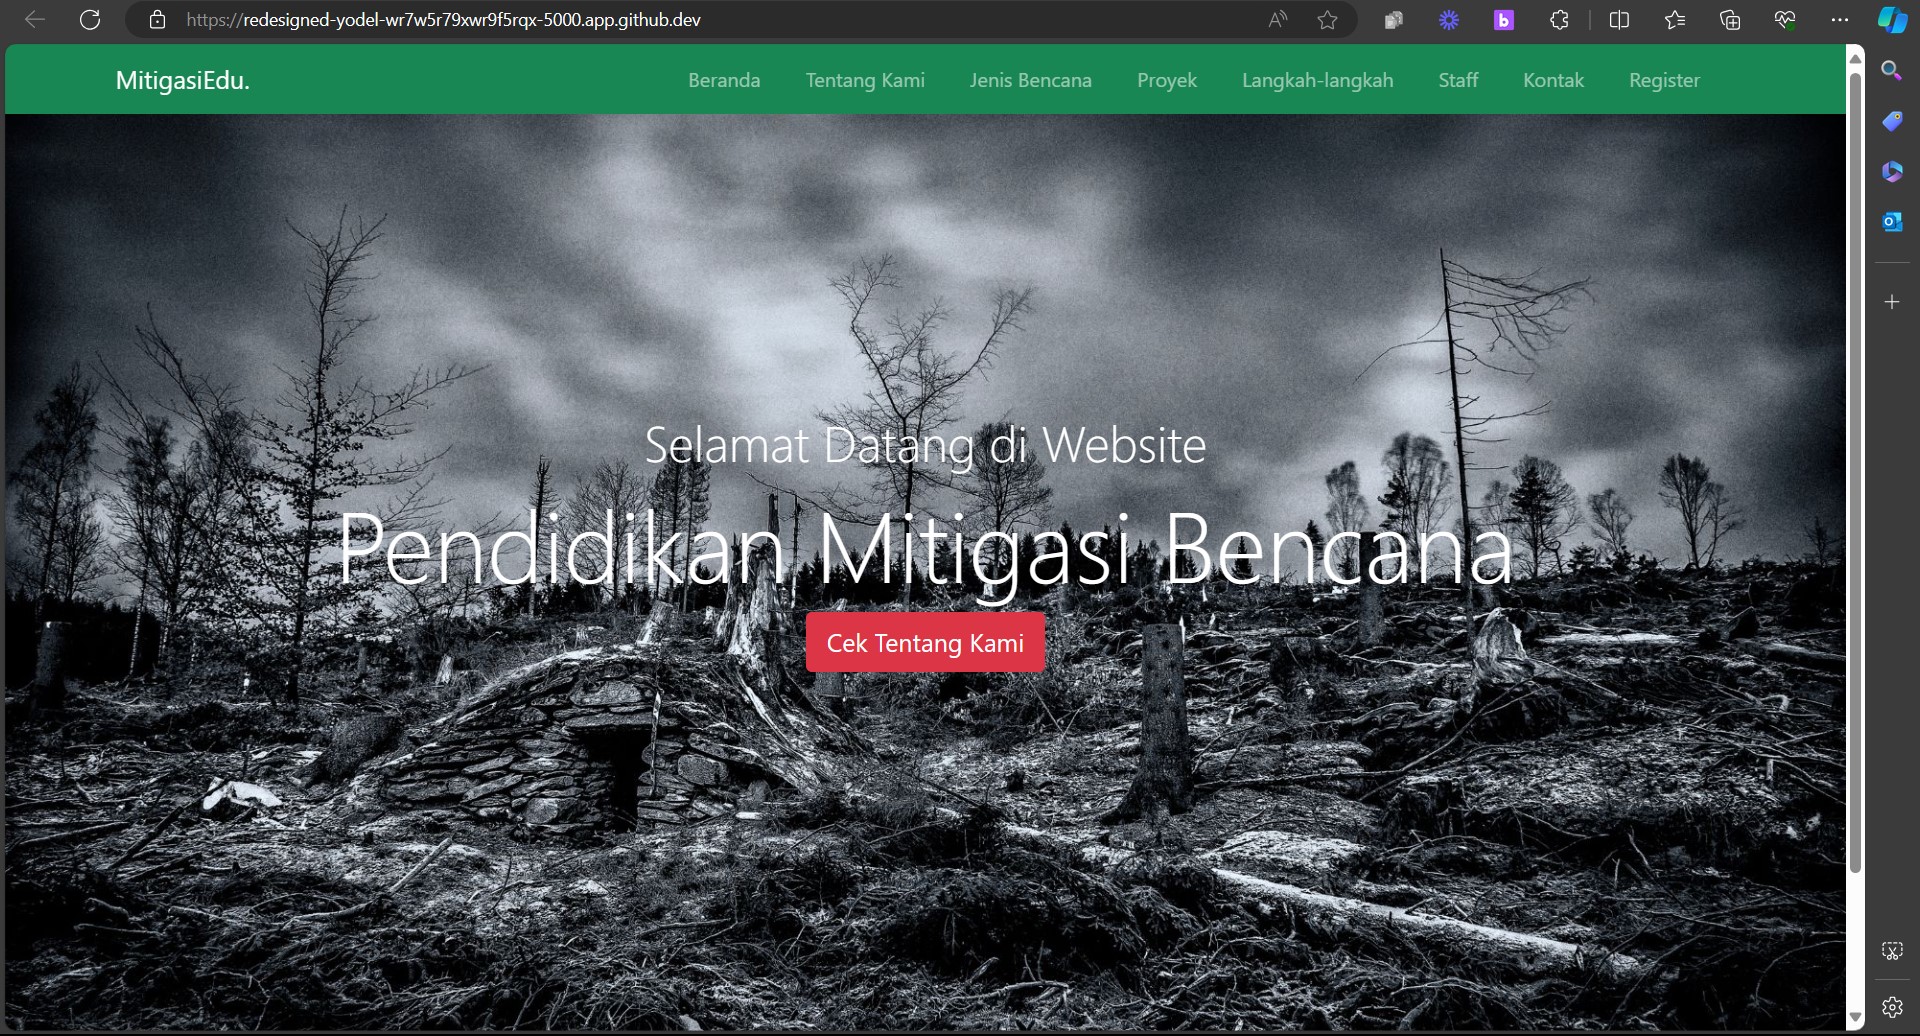 https://redesigned-yodel-wr7w5r79xwr9f5rqx-5000.app.github.dev
MitigasiEdu.
Beranda
Tentang Kami
Jenis Bencana
Proyek
Langkah-langkah
Staff
Kontak
Register
Selamat Datang di Website
Pendidikan Mitigasi Bencana
Cek Tentang Kami